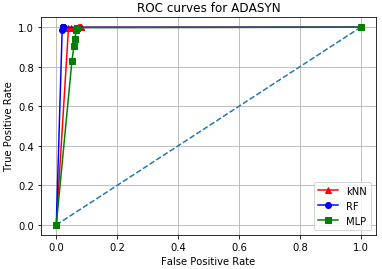 ROC curves for ADASYN
True Positive Rate
1.0
0.8
0.6
0.4
0.2
0.0
0.0 0.2 0.4 0.6 0.8 1.0
False Positive Rate
kNN
RF
MLP